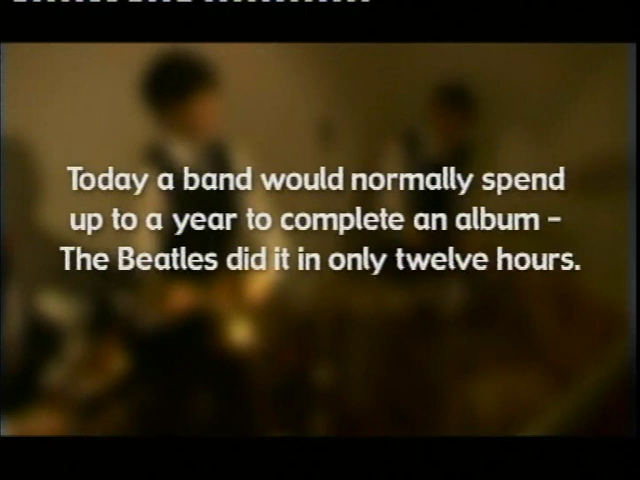 Today a band would normally spend
up to a year to complete an album –
The Beatles did it in only twelve hours.